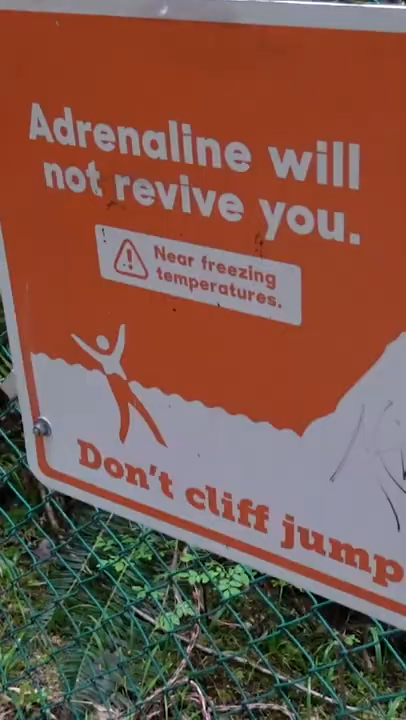 Adrenaline will
not revive you.
Near freezing
temperatures.
Don't cliff jump